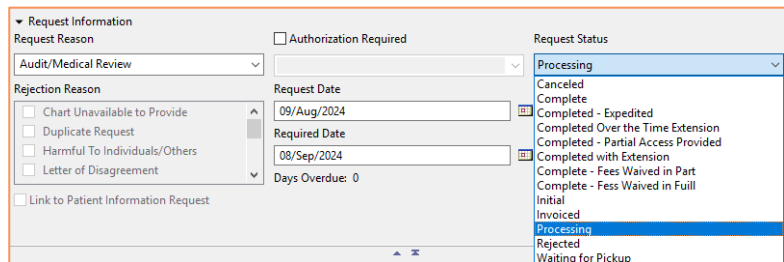 Request Information
Request Reason
Audit/Medical Review
Rejection Reason
Chart Unavailable to Provide
Duplicate Request
Harmful To Individuals/Others
Letter of Disagreement
Link to Patient Information Request
Authorization Required
Request Date
09/Aug/2024
Required Date
08/Sep/2024
Days Overdue: 0
Request Status
Processing
Canceled
Complete
Completed - Expedited
Completed Over the Time Extension
Completed - Partial Access Provided
Completed with Extension
Complete - Fees Waived in Part
Complete - Fess Waived in Fuill
Initial
Invoiced
Processing
Rejected
Waiting for Pickup